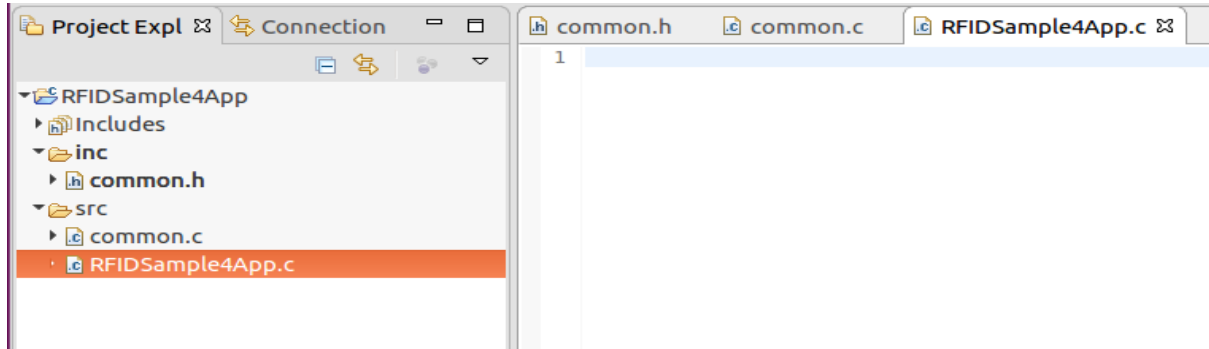 Project Expl Connection
common.h common.c RFIDSample4App.c
1
RFIDSample4App
Includes
inc
common.h
src
common.c
RFIDSample4App.c